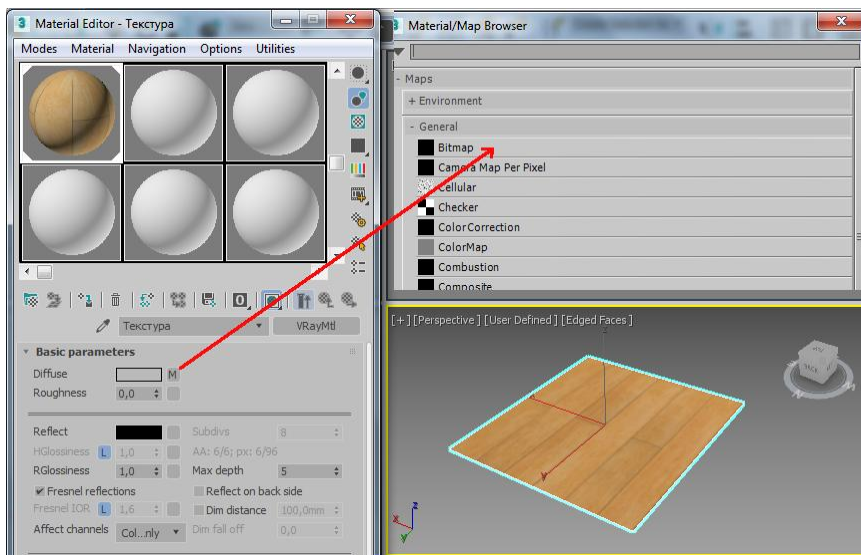 Material Editor - Текстура
Modes Material Navigation Options Utilities
Текстура VRayMtl
Basic parameters
Diffuse M
Roughness 0,0
Reflect Subdivs 8
HGlossiness L 1,0 AA: 6/6; px: 6/96
RGlossiness 1,0 Max depth 5
Fresnel reflections Reflect on back side
Fresnel IOR L 1,6 Dim distance 100,0mm
Affect channels Col...nly Dim fall off 0,0
Material/Map Browser
- Maps
+ Environment
- General
Bitmap
Camera Map Per Pixel
Cellular
Checker
ColorCorrection
ColorMap
Combustion
Composite
[+] [Perspective] [User Defined] [Edged Faces]
x
y
z
x
y